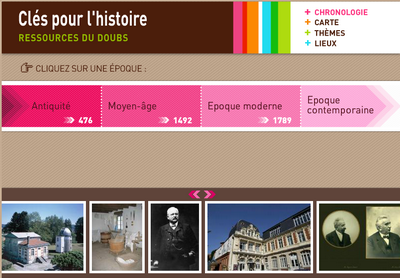 Clés pour l'histoire
RESSOURCES DU DOUBS
+ CHRONOLOGIE
+ CARTE
+ THÈMES
+ LIEUX
CLIQUEZ SUR UNE ÉPOQUE :
Antiquité
476
Moyen-âge
1492
Epoque moderne
1789
Epoque
contemporaine